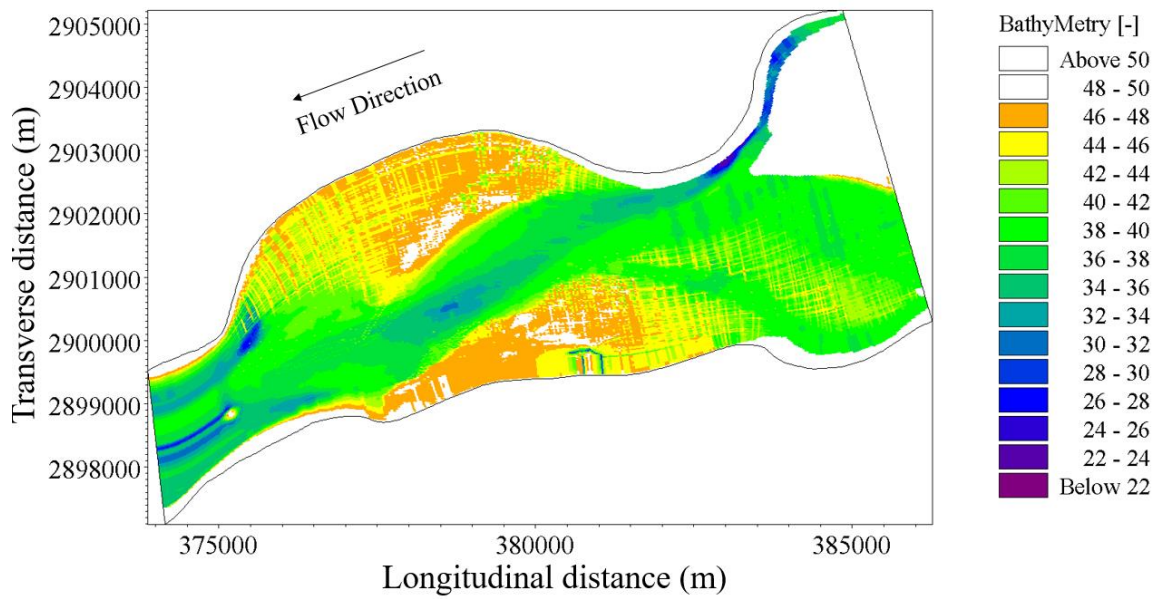 2905000
2904000
2903000
2902000
2901000
2900000
2899000
2898000
Transverse distance (m)
Flow Direction
375000
380000
385000
Longitudinal distance (m)
BathyMetry [-]
Above 50
48 - 50
46 - 48
44 - 46
42 - 44
40 - 42
38 - 40
36 - 38
34 - 36
32 - 34
30 - 32
28 - 30
26 - 28
24 - 26
22 - 24
Below 22